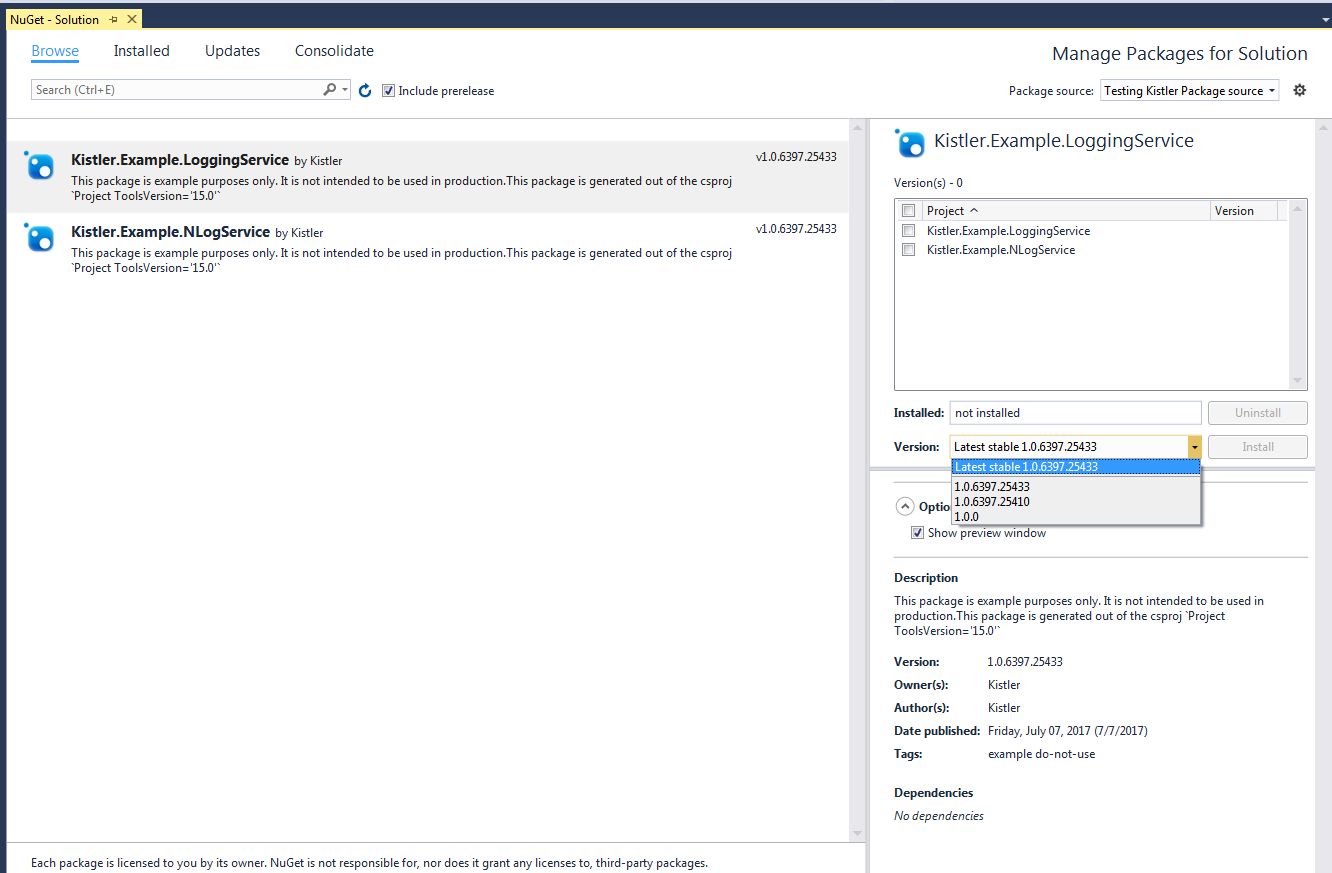 NuGet - Solution
Browse Installed Updates Consolidate
Manage Packages for Solution
Search (Ctrl+E)
Include prerelease
Package source: Testing Kistler Package source
Kistler.Example.LoggingService by Kistler
v1.0.6397.25433
This package is example purposes only. It is not intended to be used in production.This package is generated out of the csproj
`Project ToolsVersion='15.0'`
Kistler.Example.NLogService by Kistler
v1.0.6397.25433
This package is example purposes only. It is not intended to be used in production.This package is generated out of the csproj
`Project ToolsVersion='15.0'`
Each package is licensed to you by its owner. NuGet is not responsible for, nor does it grant any licenses to, third-party packages.
Kistler.Example.LoggingService
Version(s) - 0
Project Version
Kistler.Example.LoggingService
Kistler.Example.NLogService
Installed: not installed Uninstall
Version: Latest stable 1.0.6397.25433 Install
Latest stable 1.0.6397.25433
1.0.6397.25433
1.0.6397.25410
1.0.0
Optio
Show preview window
Description
This package is example purposes only. It is not intended to be used in
production.This package is generated out of the csproj `Project
ToolsVersion='15.0'`
Version: 1.0.6397.25433
Owner(s): Kistler
Author(s): Kistler
Date published: Friday, July 07, 2017 (7/7/2017)
Tags: example do-not-use
Dependencies
No dependencies